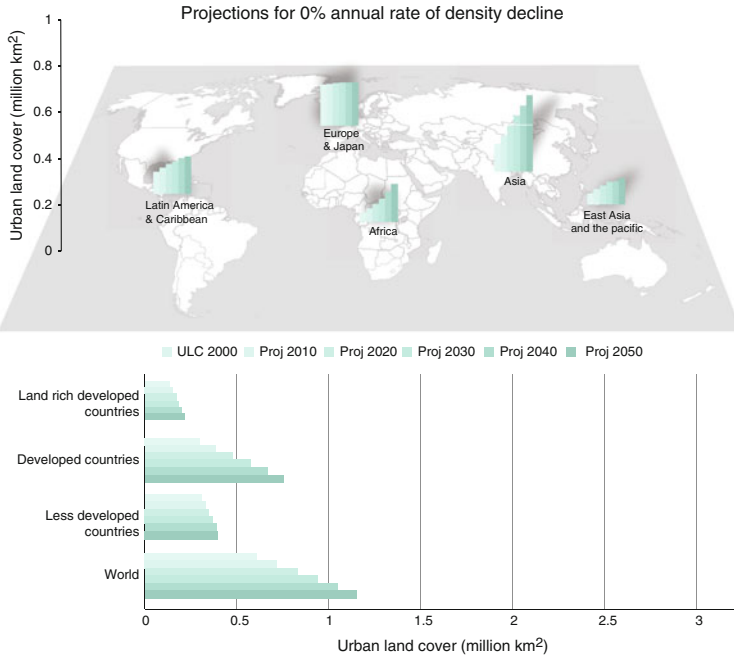 Projections for 0% annual rate of density decline
Urban land cover (million km2)
1
0.8
0.6
0.4
0.2
0
Europe
& Japan
Asia
Latin America
& Caribbean
Africa
East Asia
and the pacific
ULC 2000 Proj 2010 Proj 2020 Proj 2030 Proj 2040 Proj 2050
Land rich developed
countries
Developed countries
Less developed
countries
World
0 0.5 1 1.5 2 2.5 3
Urban land cover (million km2)